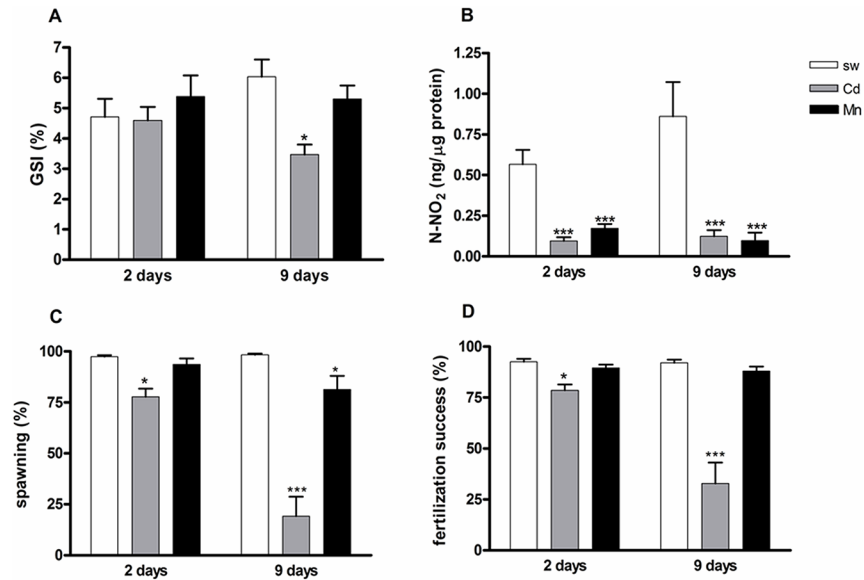 A
GSI (%)
7
6
5
4
3
2
1
0
*
2 days
9 days
B
N-NO₂ (ng/μg protein)
1.25
1.00
0.75
0.50
0.25
0.00
***
***
***
***
2 days
9 days
sw
Cd
Mn
C
spawning (%)
100
75
50
25
0
*
***
*
2 days
9 days
D
fertilization success (%)
100
75
50
25
0
*
***
2 days
9 days